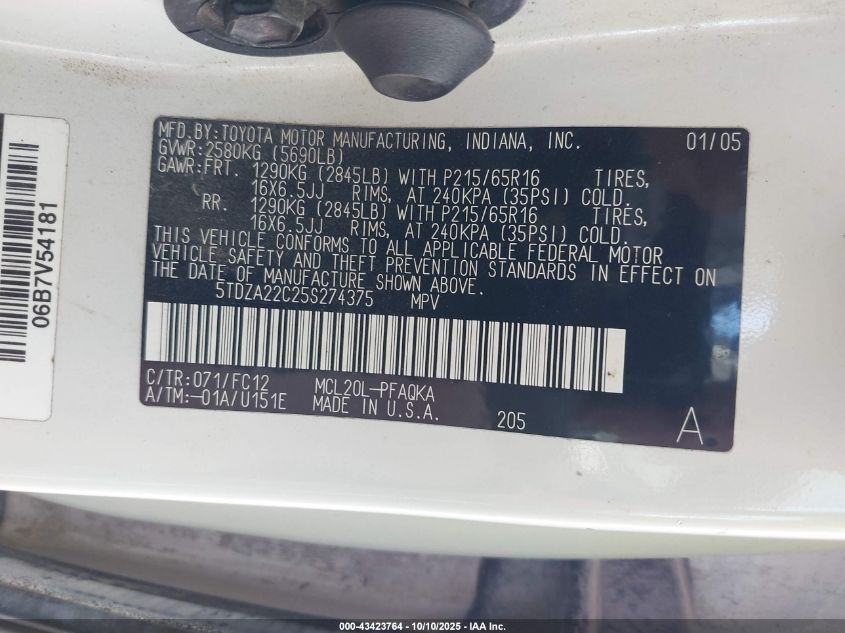 MFD.BY:TOYOTA MOTOR MANUFACTURING, INDIANA, INC. 01/05
GVWR:2580KG (5690LB)
GAWR:FRT. 1290KG (2845LB) WITH P215/65R16 TIRES,
16X6.5JJ RIMS, AT 240KPA (35PSI) COLD.
RR. 1290KG (2845LB) WITH P215/65R16 TIRES,
16X6.5JJ RIMS, AT 240KPA (35PSI) COLD.
THIS VEHICLE CONFORMS TO ALL APPLICABLE FEDERAL MOTOR
VEHICLE SAFETY AND THEFT PREVENTION STANDARDS IN EFFECT ON
THE DATE OF MANUFACTURE SHOWN ABOVE.
5TDZA22C25S274375 MPV
C/TR:071/FC12 MCL20L-PFAQKA
A/TM:-01A/U151E MADE IN U.S.A. 205 A
06B7V54181
000-43423764 - 10/10/2025 - IAA Inc.